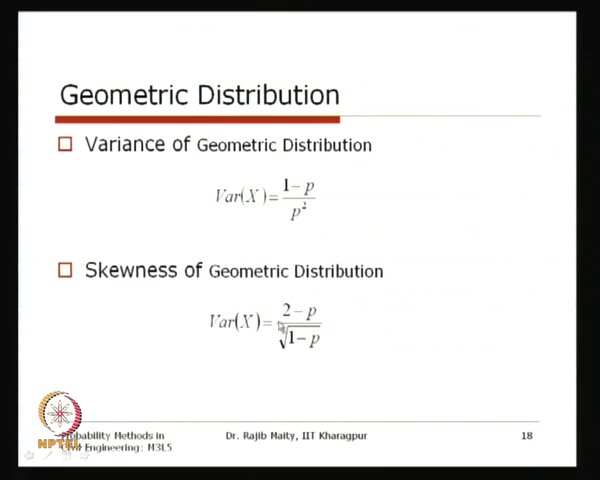 Geometric Distribution
Variance of Geometric Distribution
Var(X)= 1− p / p²
Skewness of Geometric Distribution
Var(X)= 2− p / √1− p
Probability Methods in Civil Engineering: M3L5
Dr. Rajib Maity, IIT Kharagpur
18
NPTEL